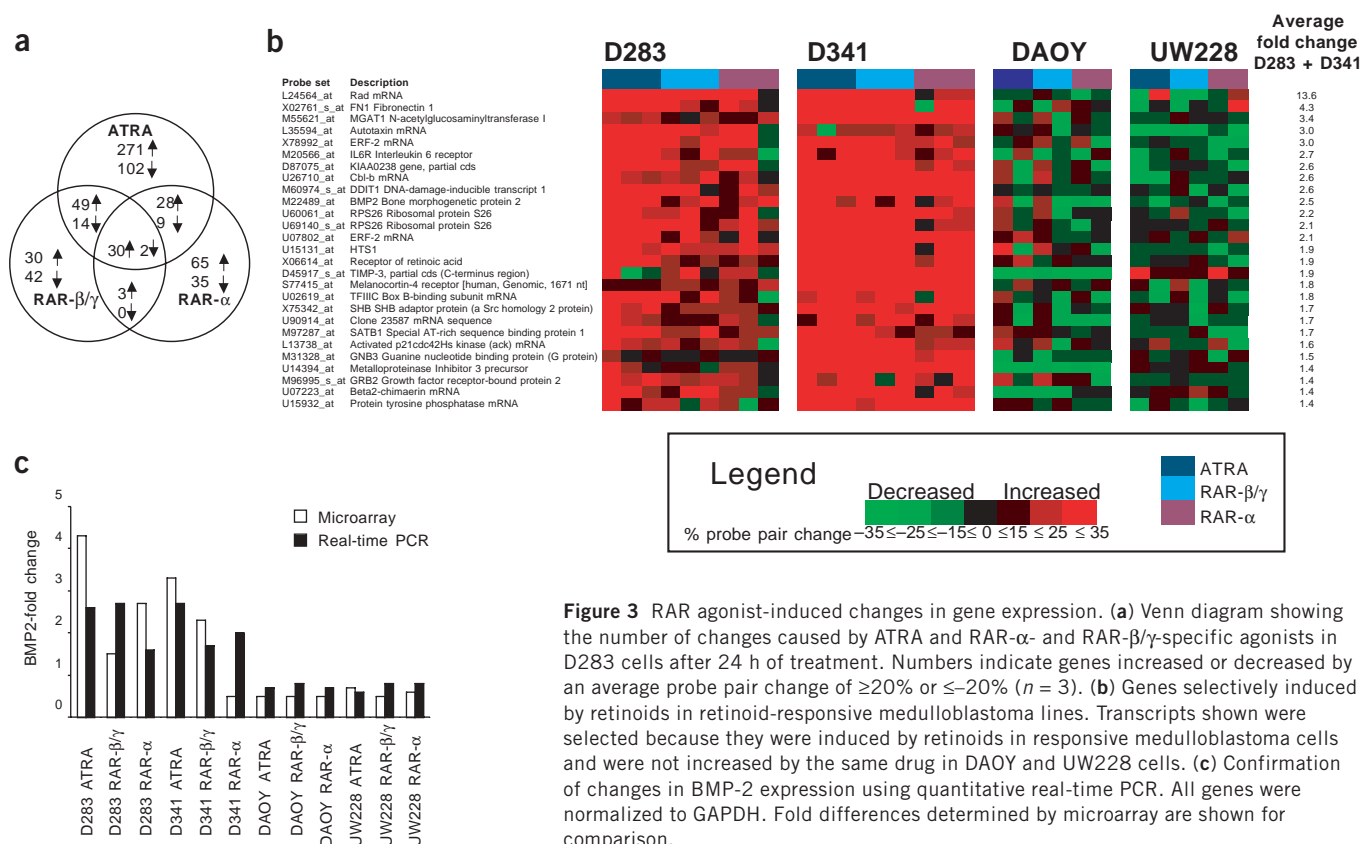 a
ATRA
271
102
49
14
28
9
30 2
30
42
RAR-β/γ
65
35
RAR-α
3
0
b
D283 D341 DAOY UW228
Average
fold change
D283 + D341
Probe set Description
L24564_at Rad mRNA 13.6
X02761_s_at FN1 Fibronectin 1 4.3
M55621_at MGAT1 N-acetylglucosaminyltransferase I 3.4
L35594_at Autotaxin mRNA 3.0
X78992_at ERF-2 mRNA 3.0
M20566_at IL6R Interleukin 6 receptor 2.7
D87075_at KIAA0238 gene, partial cds 2.6
U26710_at Cbl-b mRNA 2.6
M60974_s_at DDIT1 DNA-damage-inducible transcript 1 2.6
M22489_at BMP2 Bone morphogenetic protein 2 2.5
U60061_at RPS26 Ribosomal protein S26 2.2
U69140_s_at RPS26 Ribosomal protein S26 2.1
U07802_at ERF-2 mRNA 2.1
U15131_at HTS1 1.9
X06614_at Receptor of retinoic acid 1.9
D45917_s_at TIMP-3, partial cds (C-terminus region) 1.9
S77415_at Melanocortin-4 receptor [human, Genomic, 1671 nt] 1.8
U02619_at TFIIIC Box B-binding subunit mRNA 1.8
X75342_at SHB SHB adaptor protein (a Src homology 2 protein) 1.7
U90914_at Clone 23587 mRNA sequence 1.7
M97287_at SATB1 Special AT-rich sequence binding protein 1 1.7
L13738_at Activated p21cdc42Hs kinase (ack) mRNA 1.6
M31328_at GNB3 Guanine nucleotide binding protein (G protein) 1.5
U14394_at Metalloproteinase Inhibitor 3 precursor 1.4
M96995_s_at GRB2 Growth factor receptor-bound protein 2 1.4
U07223_at Beta2-chimaerin mRNA 1.4
U15932_at Protein tyrosine phosphatase mRNA 1.4
Legend
Decreased Increased
% probe pair change −35≤−25≤−15≤ 0 ≤15 ≤ 25 ≤ 35
ATRA
RAR-β/γ
RAR-α
c
BMP2-fold change
5
4
3
2
1
0
Microarray
Real-time PCR
D283 ATRA
D283 RAR-β/γ
D283 RAR-α
D341 ATRA
D341 RAR-β/γ
D341 RAR-α
DAOY ATRA
DAOY RAR-β/γ
DAOY RAR-α
UW228 ATRA
UW228 RAR-β/γ
UW228 RAR-α
Figure 3 RAR agonist-induced changes in gene expression. (a) Venn diagram showing
the number of changes caused by ATRA and RAR-α- and RAR-β/γ-specific agonists in
D283 cells after 24 h of treatment. Numbers indicate genes increased or decreased by
an average probe pair change of ≥20% or ≤–20% (n = 3). (b) Genes selectively induced
by retinoids in retinoid-responsive medulloblastoma lines. Transcripts shown were
selected because they were induced by retinoids in responsive medulloblastoma cells
and were not increased by the same drug in DAOY and UW228 cells. (c) Confirmation
of changes in BMP-2 expression using quantitative real-time PCR. All genes were
normalized to GAPDH. Fold differences determined by microarray are shown for
comparison.